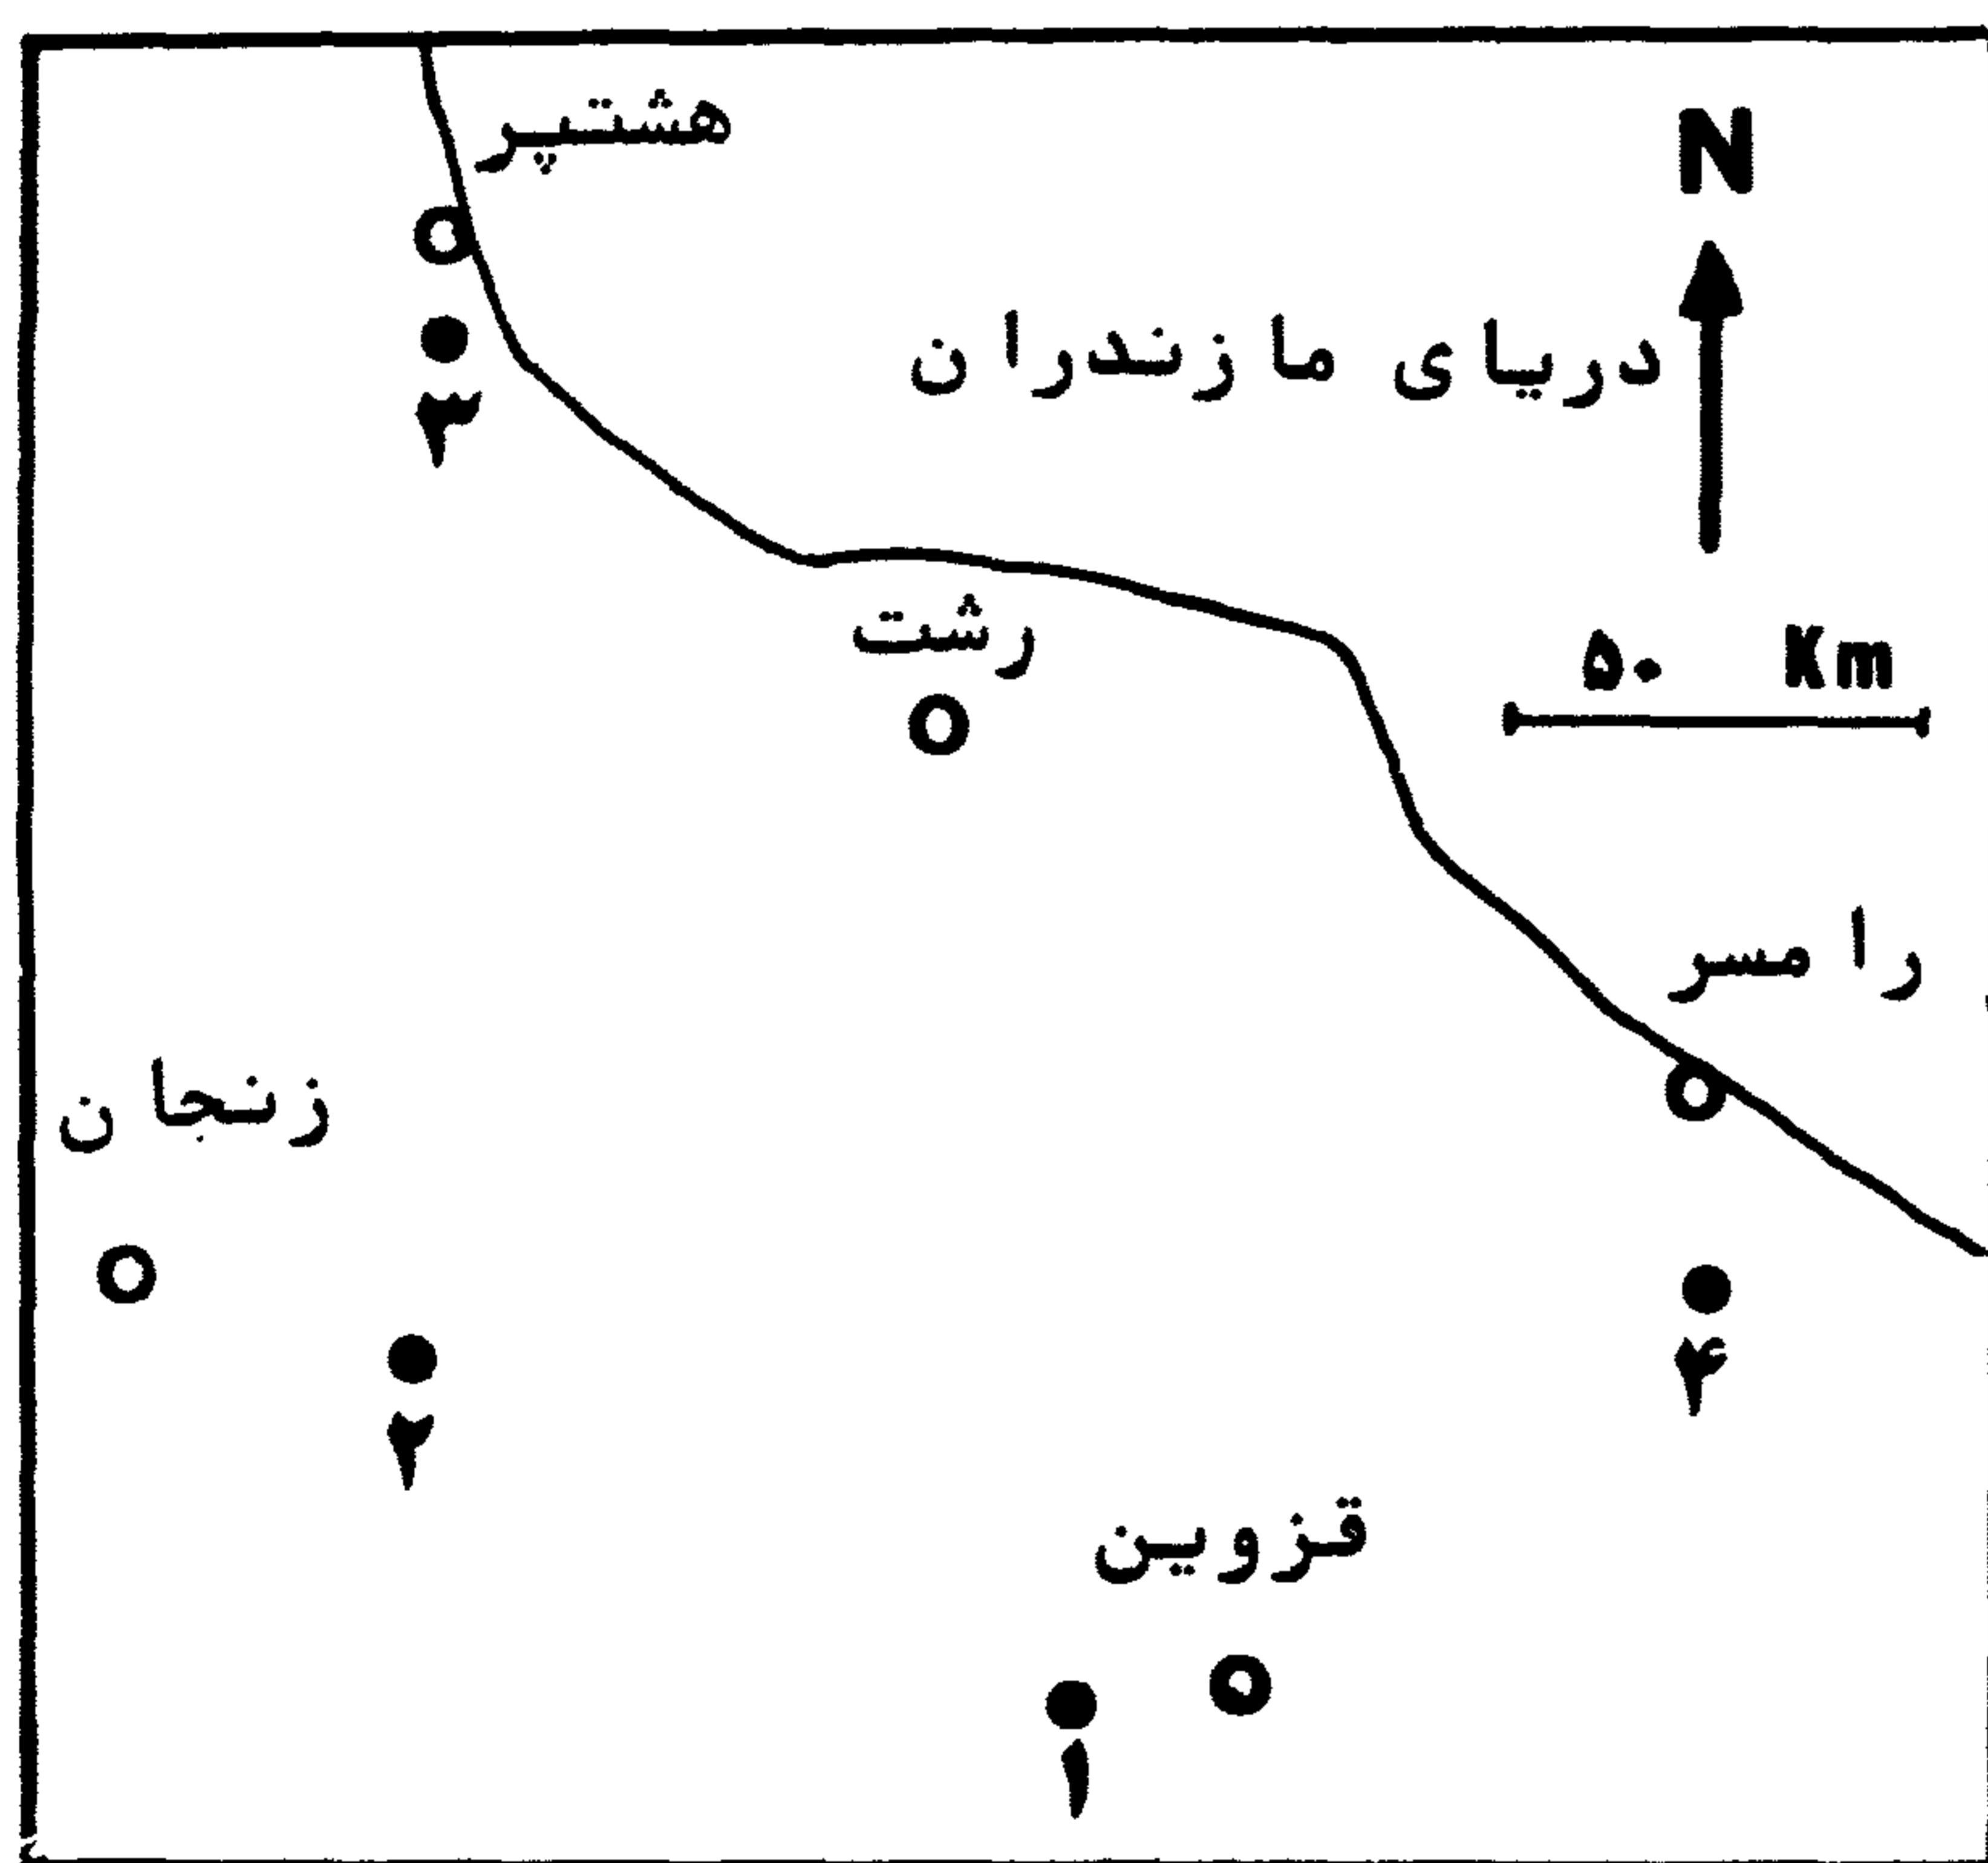 هشتپر
N
۳
دریای مازندران
رشت
۵۰ Km
رامسر
زنجان
۲
۴
قزوین
۱